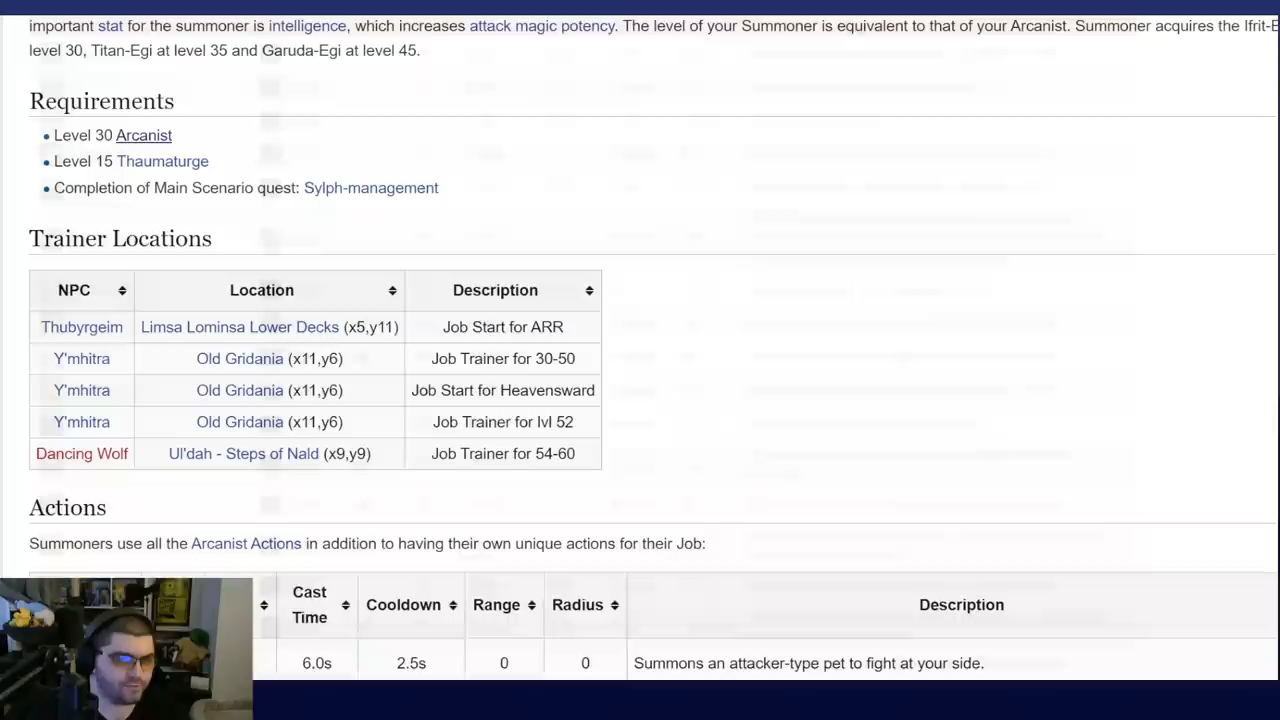 important stat for the summoner is intelligence, which increases attack magic potency. The level of your Summoner is equivalent to that of your Arcanist. Summoner acquires the Ifrit-E
level 30, Titan-Egi at level 35 and Garuda-Egi at level 45.
Requirements
Level 30 Arcanist
Level 15 Thaumaturge
Completion of Main Scenario quest: Sylph-management
Trainer Locations
NPC Location Description
Thubyrgeim Limsa Lominsa Lower Decks (x5,y11) Job Start for ARR
Y'mhitra Old Gridania (x11,y6) Job Trainer for 30-50
Y'mhitra Old Gridania (x11,y6) Job Start for Heavensward
Y'mhitra Old Gridania (x11,y6) Job Trainer for lvl 52
Dancing Wolf Ul'dah - Steps of Nald (x9,y9) Job Trainer for 54-60
Actions
Summoners use all the Arcanist Actions in addition to having their own unique actions for their Job:
Cast
Time Cooldown Range Radius Description
6.0s 2.5s 0 0 Summons an attacker-type pet to fight at your side.